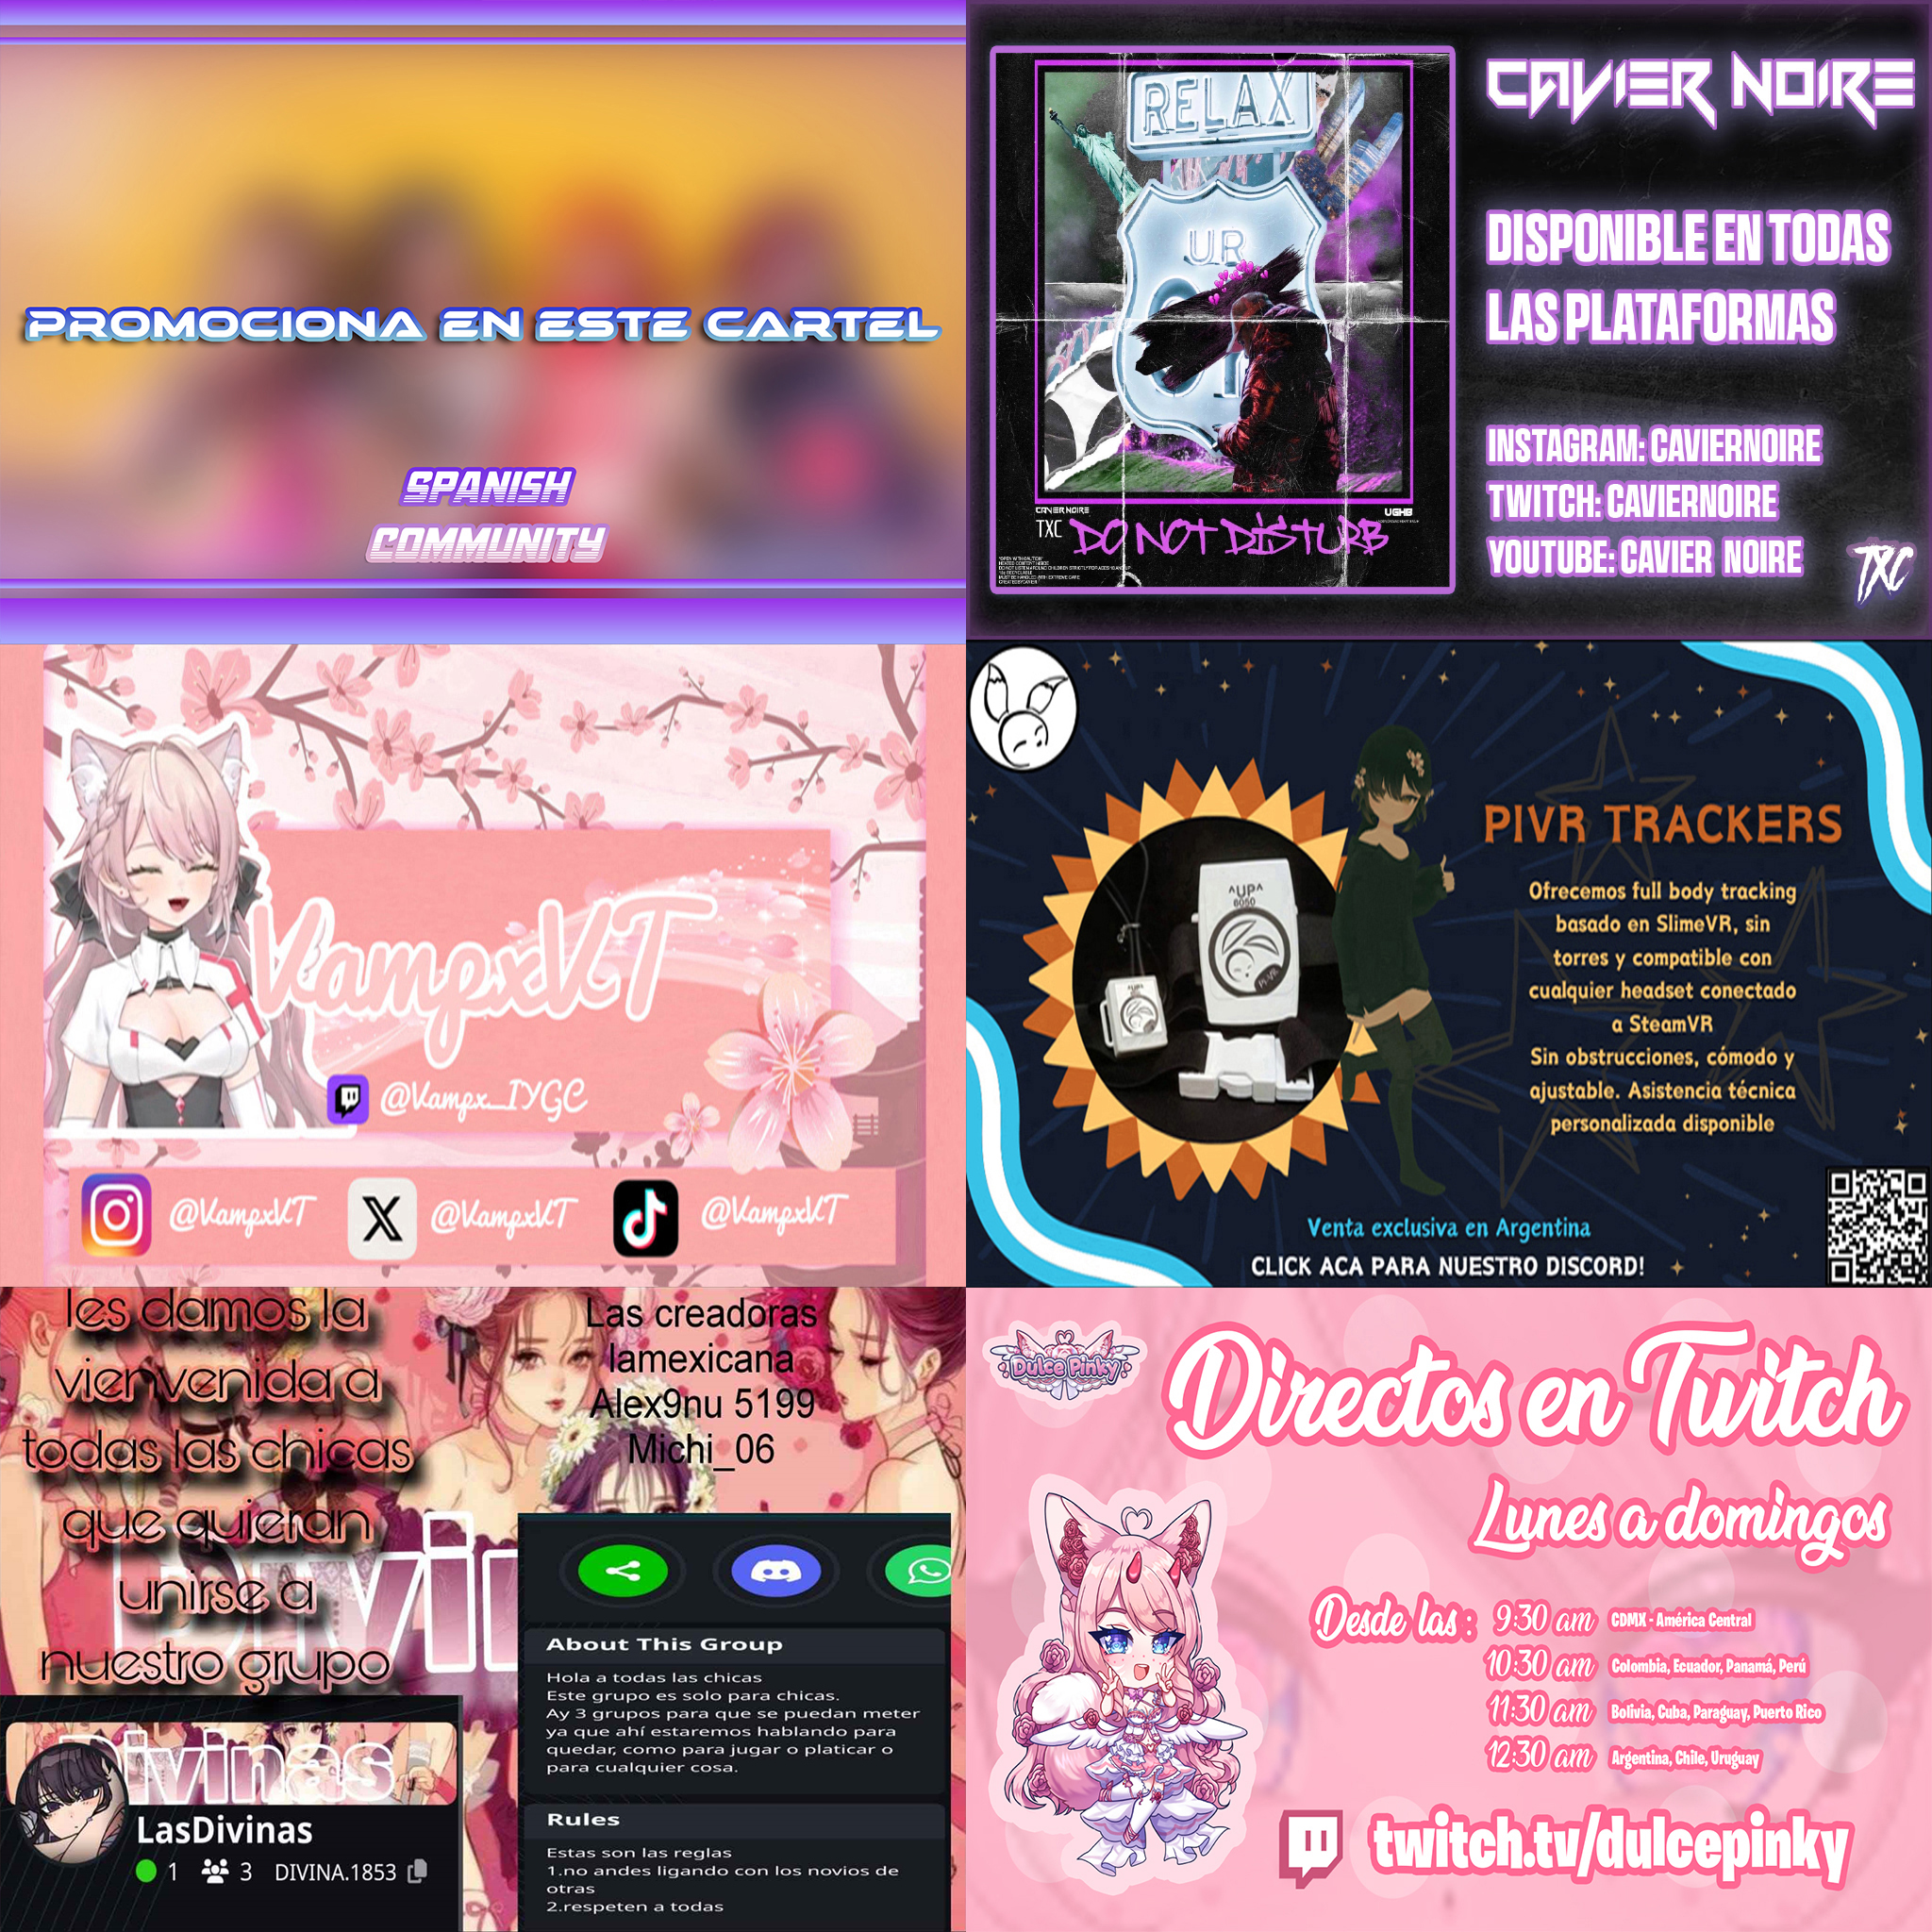 PROMOCIONA EN ESTE CARTEL
SPANISH
COMMUNITY
CAVIER NOIRE
DISPONIBLE EN TODAS
LAS PLATAFORMAS
INSTAGRAM: CAVIERNOIRE
TWITCH: CAVIERNOIRE
YOUTUBE: CAVIER NOIRE
TXC
RELAX
UR
CAVIER NOIRE
UGHB
TXC
DO NOT DISTURB
VampxVT
@Vampx_IYGC
@VampxVT
@VampxVT
@VampxVT
PIVR TRACKERS
^UP^
6050
PI-VR
Ofrecemos full body tracking
basado en SlimeVR, sin
torres y compatible con
cualquier headset conectado
a SteamVR
Sin obstrucciones, cómodo y
ajustable. Asistencia técnica
personalizada disponible
Venta exclusiva en Argentina
CLICK ACA PARA NUESTRO DISCORD!
les damos la
vienvenida a
todas las chicas
que quieran
unirse a
nuestro grupo
Las creadoras
lamexicana
Alex9nu 5199
Michi_06
Divin
Divinas
LasDivinas
1 3 DIVINA.1853
About This Group
Hola a todas las chicas
Este grupo es solo para chicas.
Ay 3 grupos para que se puedan meter
ya que ahí estaremos hablando para
quedar, como para jugar o platicar o
para cualquier cosa.
Rules
Estas son las reglas
1.no andes ligando con los novios de
otras
2.respeten a todas
Dulce Pinky
Directos en Twitch
Lunes a domingos
Desde las: 9:30 am CDMX - América Central
10:30 am Colombia, Ecuador, Panamá, Perú
11:30 am Bolivia, Cuba, Paraguay, Puerto Rico
12:30 am Argentina, Chile, Uruguay
twitch.tv/dulcepinky